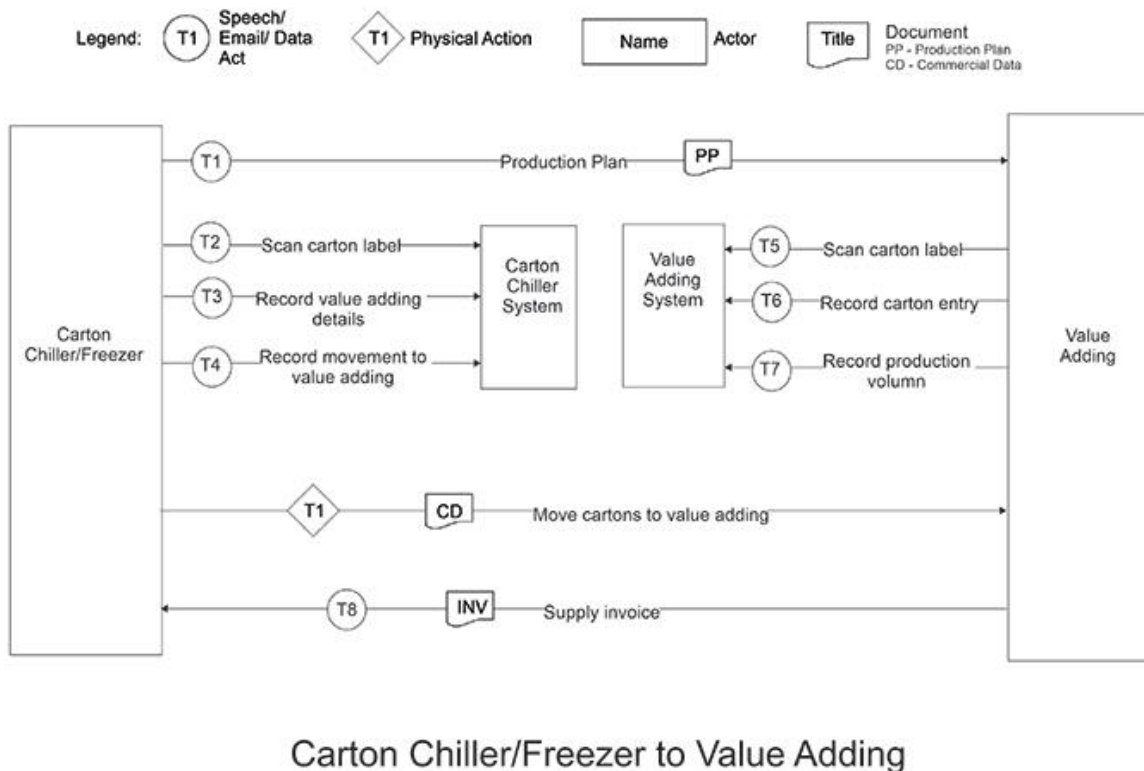 Legend:
T1
Speech/
Email/ Data
Act
T1
Physical Action
Name
Actor
Title
Document
PP - Production Plan
CD - Commercial Data
T1
Production Plan
PP
T2
Scan carton label
T3
Record value adding
details
T4
Record movement to
value adding
Carton
Chiller
System
Value
Adding
System
T5
Scan carton label
T6
Record carton entry
T7
Record production
volumn
Carton
Chiller/Freezer
Value
Adding
T1
CD
Move cartons to value adding
T8
INV
Supply invoice
Carton Chiller/Freezer to Value Adding